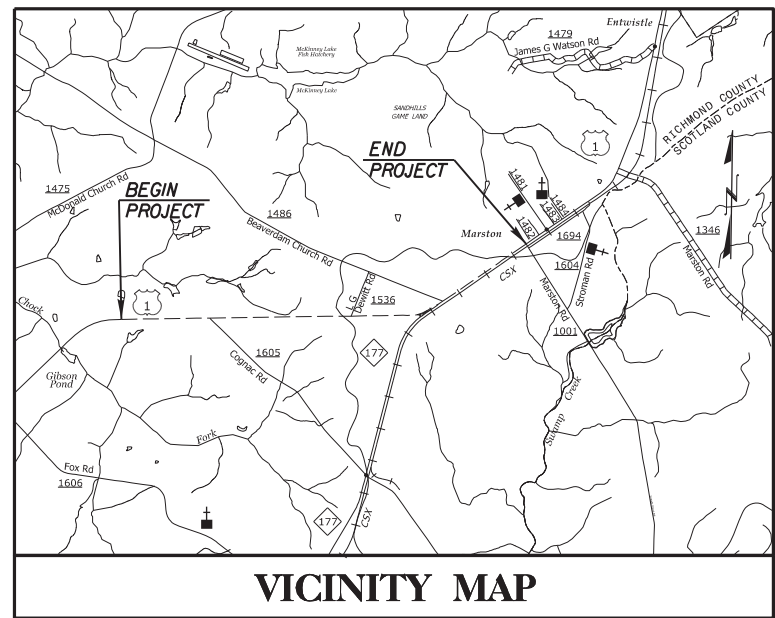 1479
James G Watson Rd
Entwistle
McKinney Lake
Fish Hatchery
McKinney Lake
SANDHILLS
GAME LAND
1
RICHMOND COUNTY
SCOTLAND COUNTY
END
PROJECT
1481
1484
1483
1482
1475
McDonald Church Rd
BEGIN
PROJECT
1486
Beaverdam Church Rd
Marston
1694
1346
Marston Rd
N
1604
Stroman Rd
CSX
Marston Rd
L G
Dewitt Rd
1536
1
Chock
1001
177
1605
Cognac Rd
Gibson
Pond
Swamp Creek
Fork
Fox Rd
1606
177
CSX
VICINITY MAP